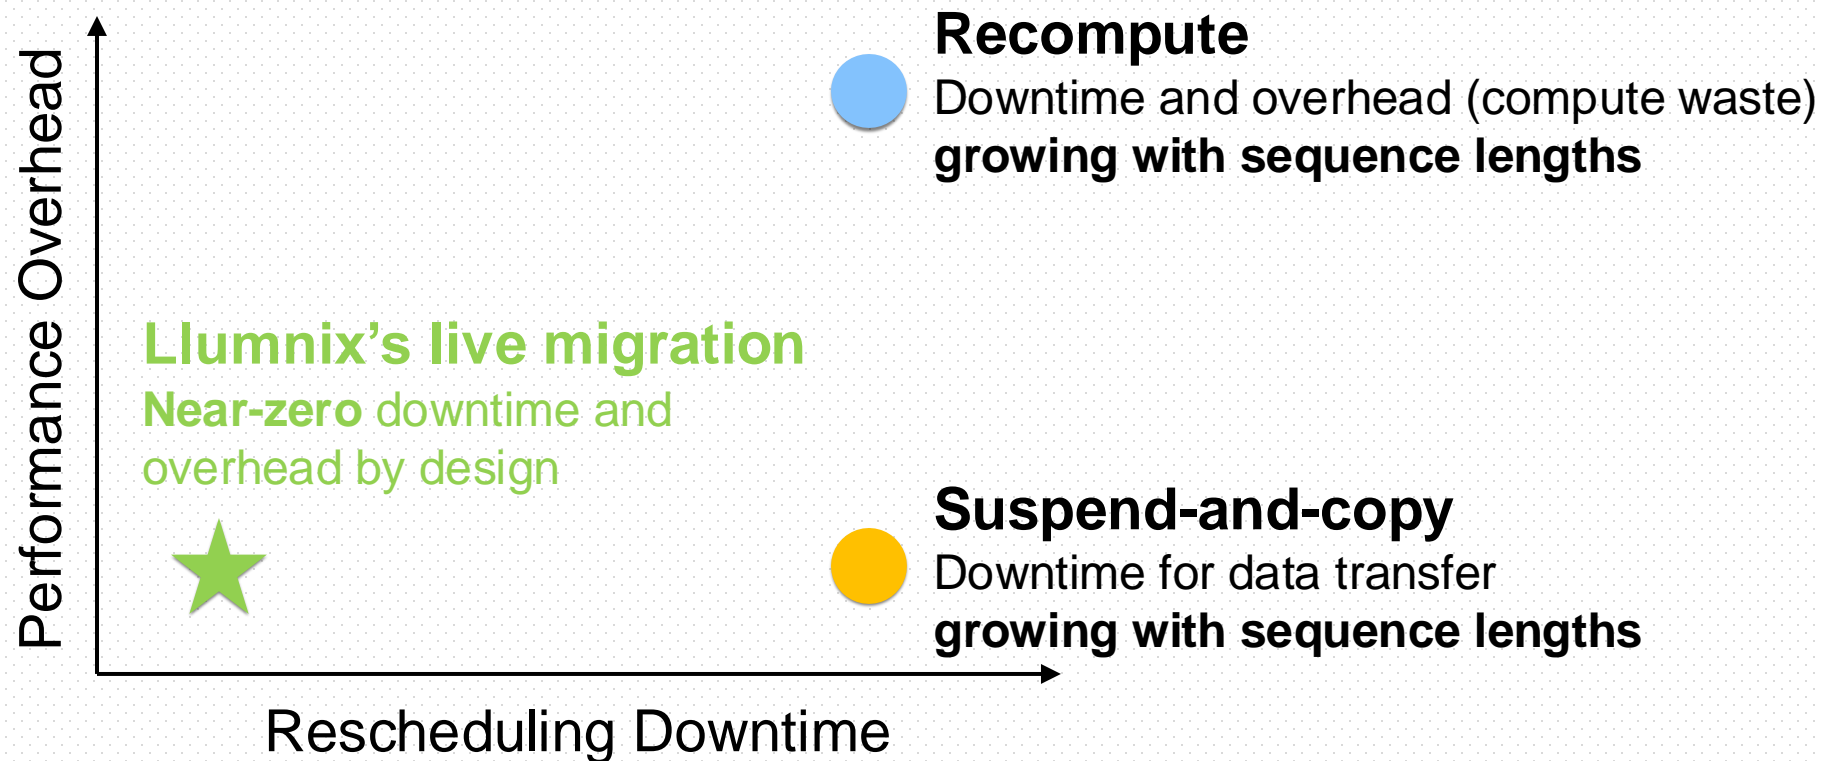 Performance Overhead
Recompute
Downtime and overhead (compute waste)
growing with sequence lengths
Llumnix’s live migration
Near-zero downtime and
overhead by design
Suspend-and-copy
Downtime for data transfer
growing with sequence lengths
Rescheduling Downtime